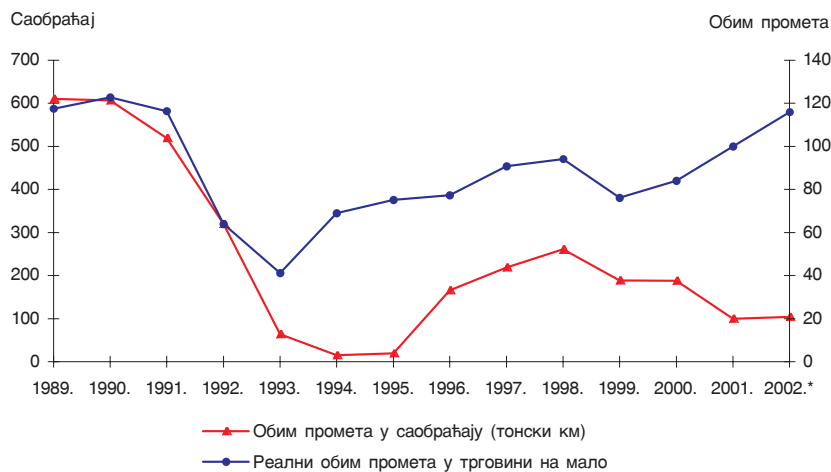 Саобраћај Обим промета
700 140
600 120
500 100
400 80
300 60
200 40
100 20
0 0
1989. 1990. 1991. 1992. 1993. 1994. 1995. 1996. 1997. 1998. 1999. 2000. 2001. 2002.*
Обим промета у саобраћају (тонски км)
Реални обим промета у трговини на мало